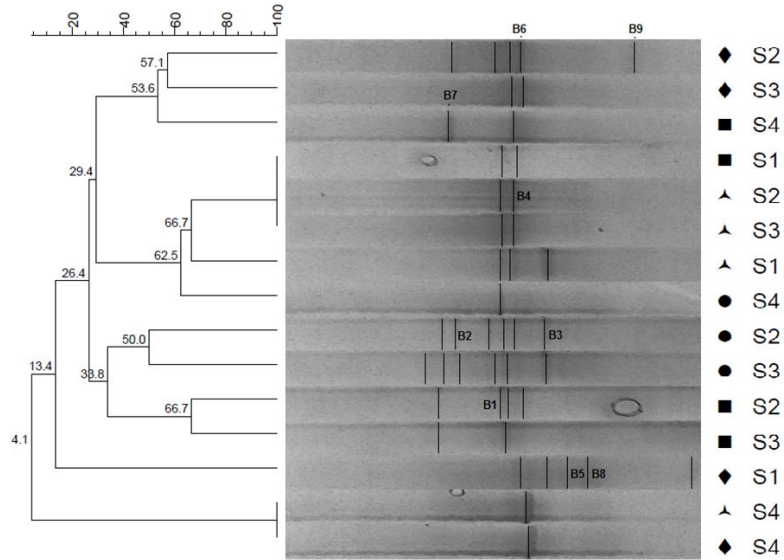 20 40 60 80 100
B6 B9
57.1 S2
53.6 B7 S3
S4
29.4 S1
B4 S2
66.7 S3
62.5 S1
26.4 S4
50.0 B2 B3 S2
13.4 33.8 S3
66.7 B1 S2
4.1 S3
B5 B8 S1
S4
S4